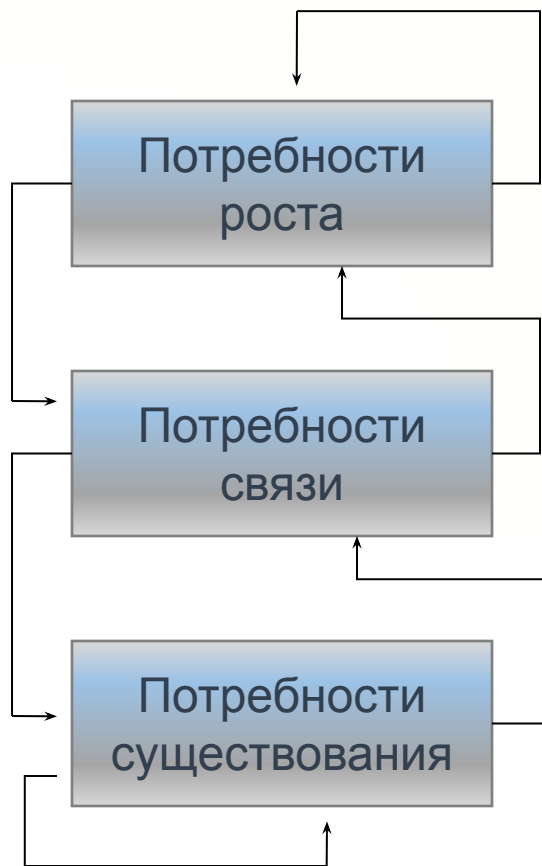 Потребности
роста
Потребности
связи
Потребности
существования